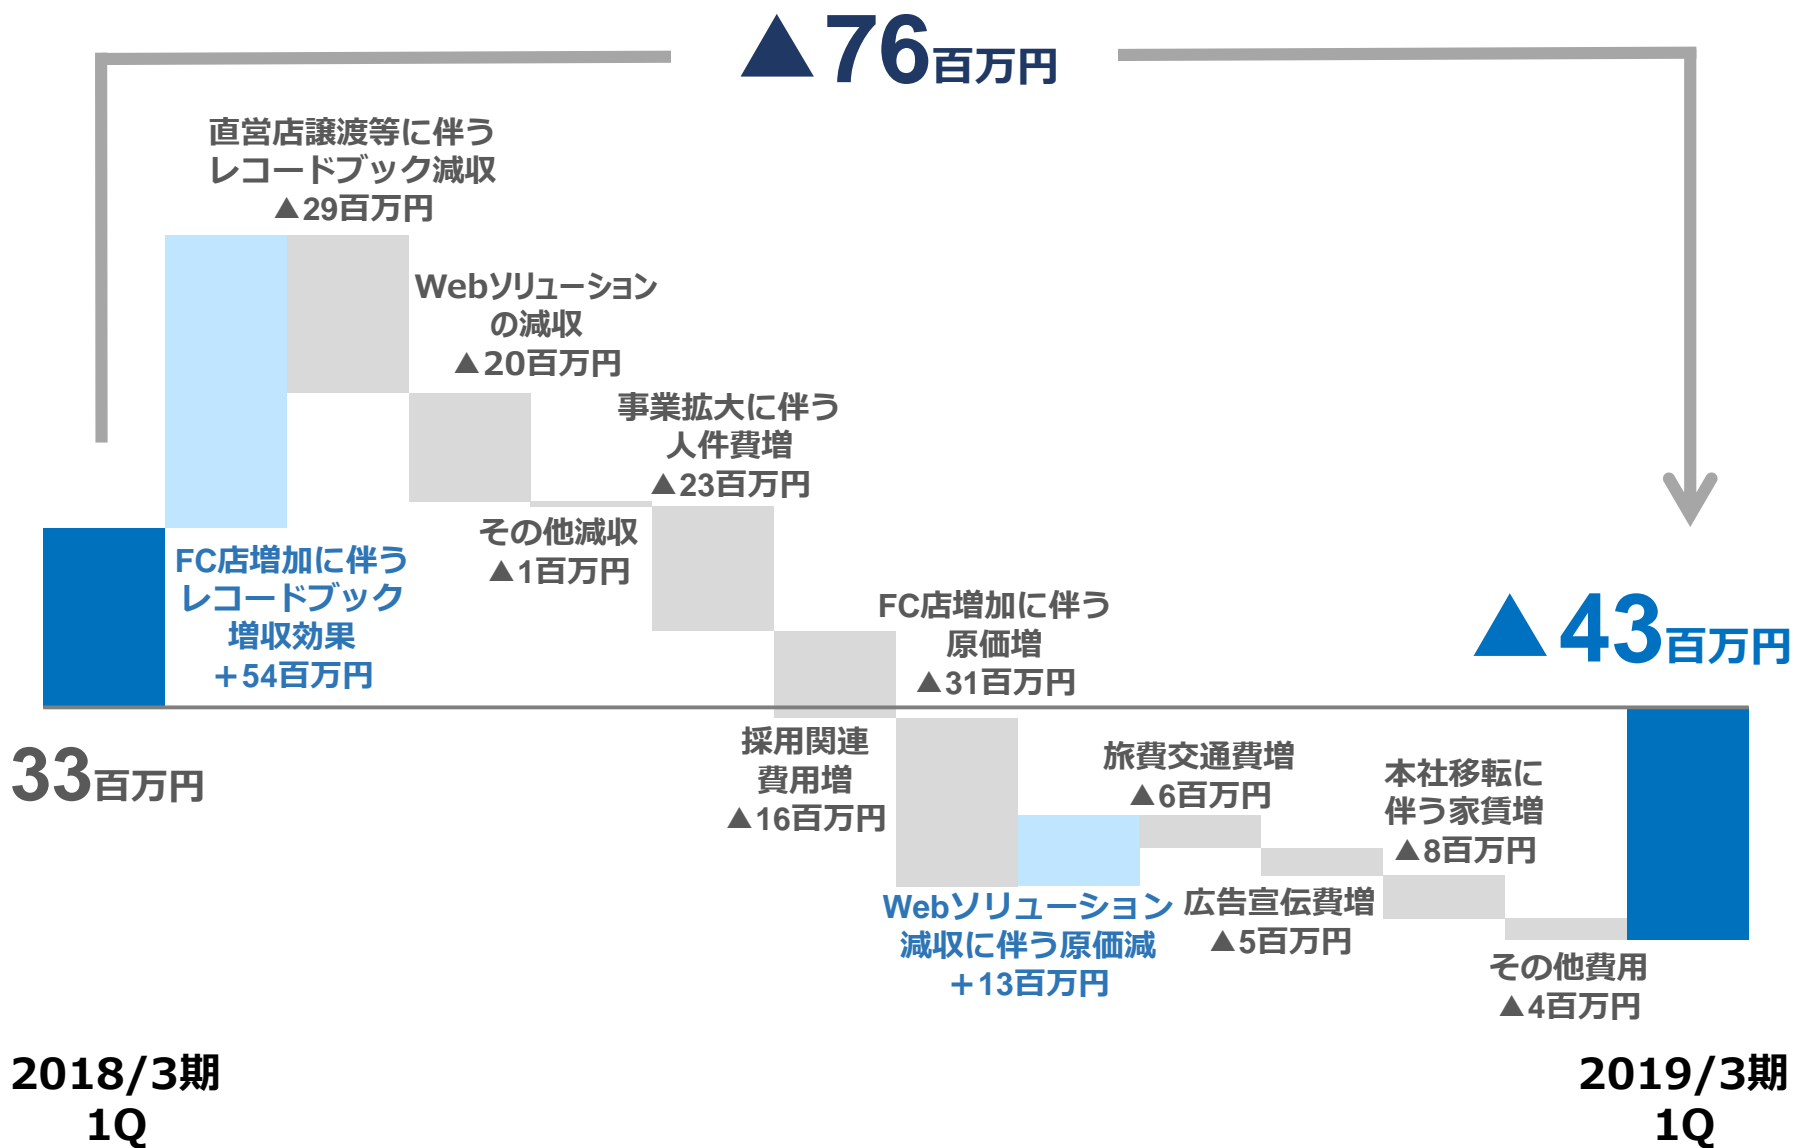 ▲76百万円
直営店譲渡等に伴う
レコードブック減収
▲29百万円
Webソリューション
の減収
▲20百万円
事業拡大に伴う
人件費増
▲23百万円
その他減収
▲1百万円
FC店増加に伴う
レコードブック
増収効果
+54百万円
FC店増加に伴う
原価増
▲31百万円
▲43百万円
33百万円
採用関連
費用増
▲16百万円
旅費交通費増
▲6百万円
本社移転に
伴う家賃増
▲8百万円
Webソリューション
減収に伴う原価減
+13百万円
広告宣伝費増
▲5百万円
その他費用
▲4百万円
2018/3期
1Q
2019/3期
1Q